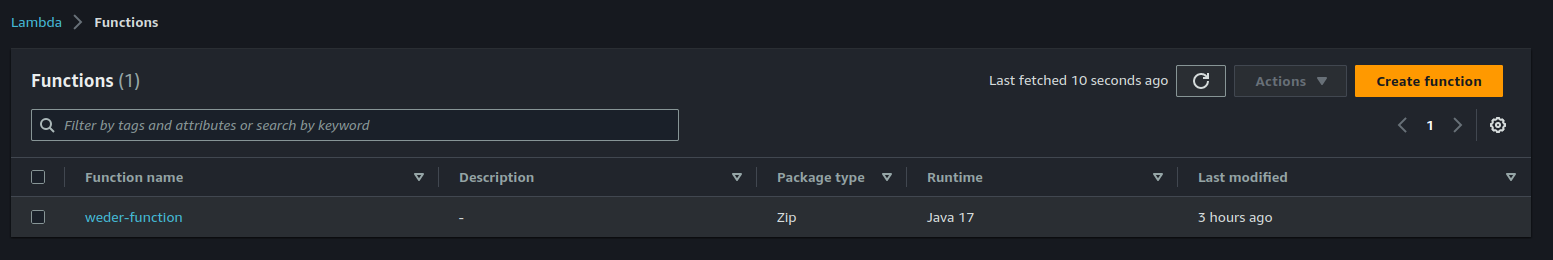 Lambda > Functions
Functions (1) Last fetched 10 seconds ago Actions Create function
Filter by tags and attributes or search by keyword 1
Function name Description Package type Runtime Last modified
weder-function - Zip Java 17 3 hours ago